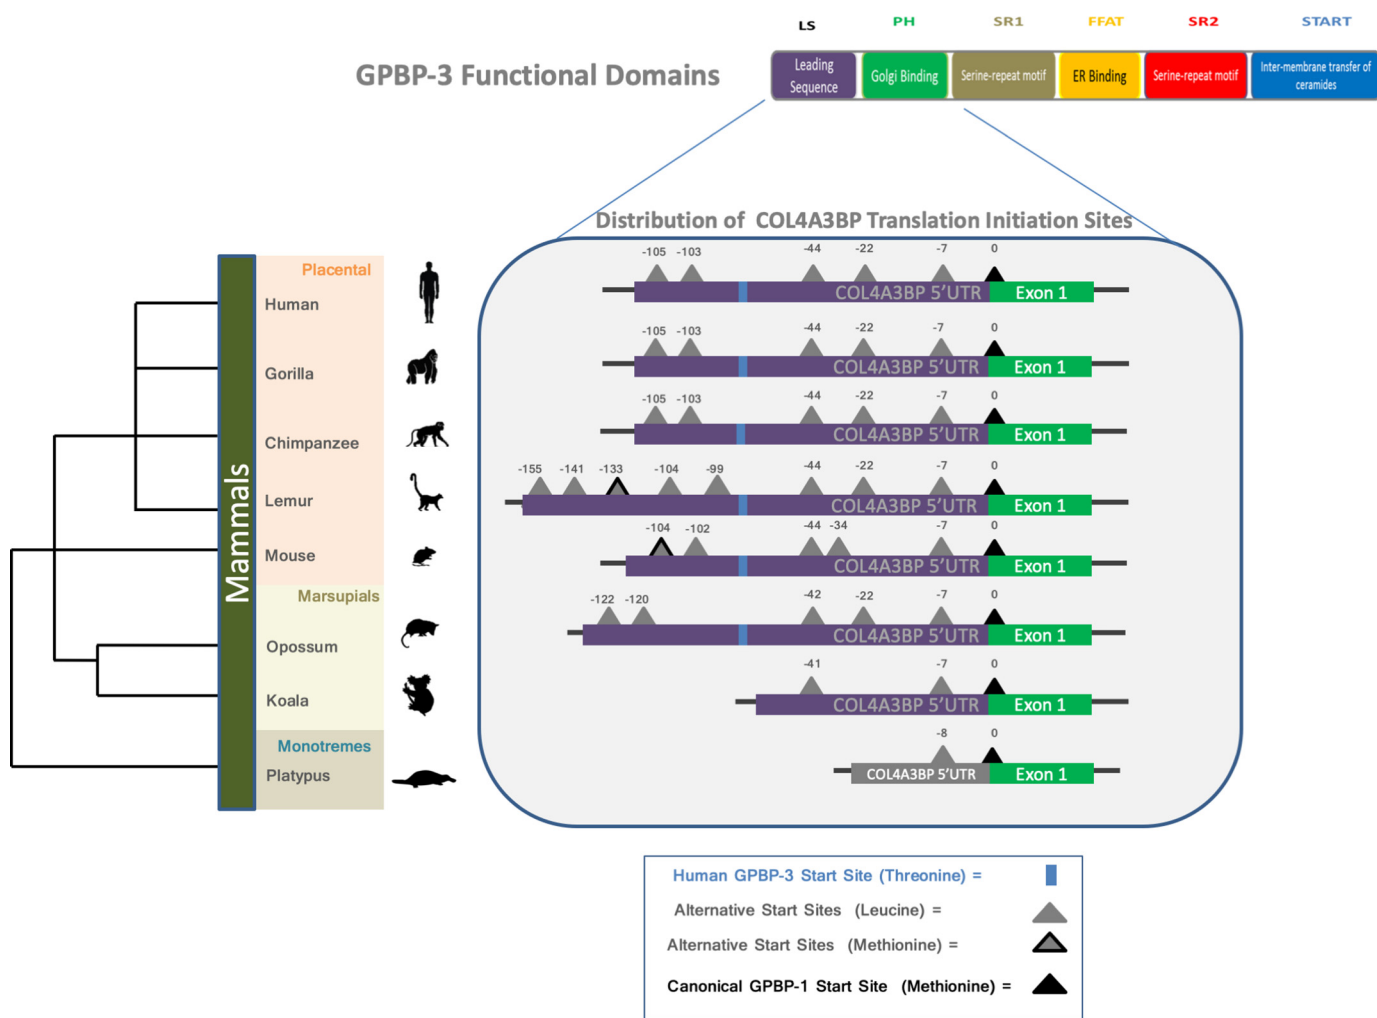 LS PH SR1 FFAT SR2 START
GPBP-3 Functional Domains
Leading Sequence
Golgi Binding
Serine-repeat motif
ER Binding
Serine-repeat motif
Inter-membrane transfer of ceramides
Distribution of COL4A3BP Translation Initiation Sites
Mammals
Placental
Human
-105 -103 -44 -22 -7 0
COL4A3BP 5'UTR Exon 1
Gorilla
-105 -103 -44 -22 -7 0
COL4A3BP 5'UTR Exon 1
Chimpanzee
-105 -103 -44 -22 -7 0
COL4A3BP 5'UTR Exon 1
Lemur
-155 -141 -133 -104 -99 -44 -22 -7 0
COL4A3BP 5'UTR Exon 1
Mouse
-104 -102 -44 -34 -7 0
COL4A3BP 5'UTR Exon 1
Marsupials
Opossum
-122 -120 -42 -22 -7 0
COL4A3BP 5'UTR Exon 1
Koala
-41 -7 0
COL4A3BP 5'UTR Exon 1
Monotremes
Platypus
-8 0
COL4A3BP 5'UTR Exon 1
Human GPBP-3 Start Site (Threonine) =
Alternative Start Sites (Leucine) =
Alternative Start Sites (Methionine) =
Canonical GPBP-1 Start Site (Methionine) =